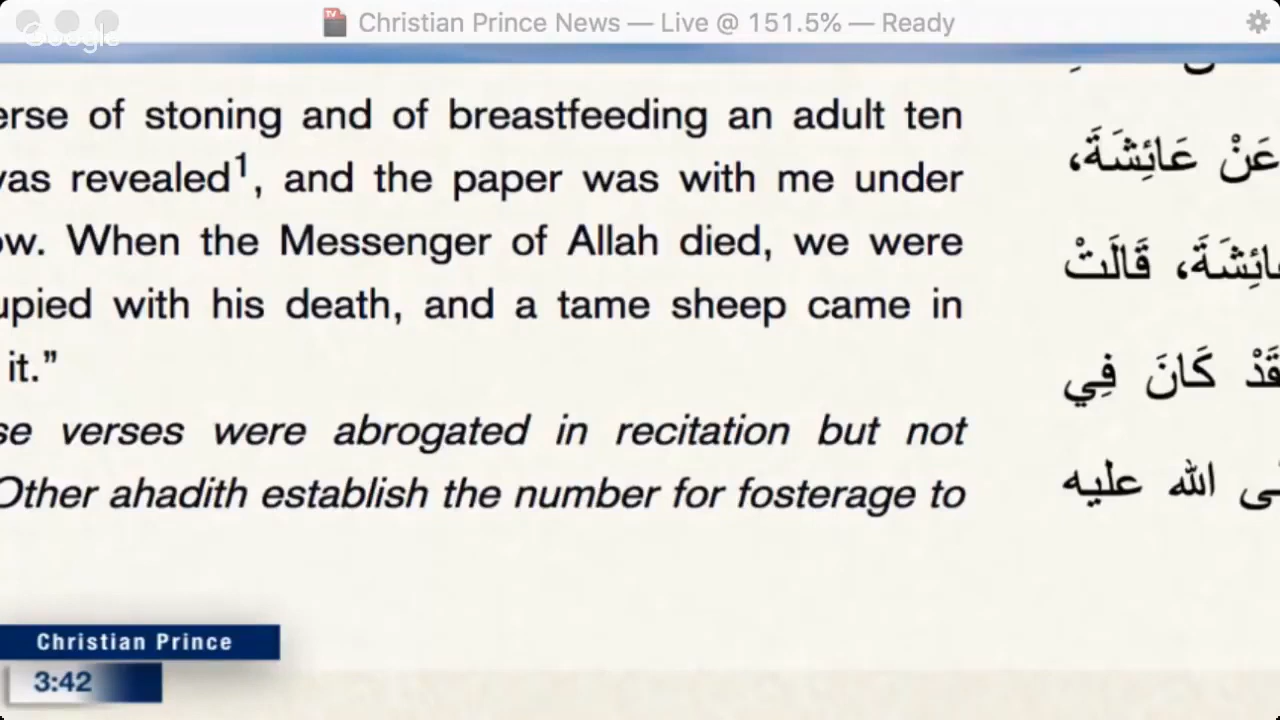 Christian Prince News — Live @ 151.5% — Ready
Google
erse of stoning and of breastfeeding an adult ten
was revealed¹, and the paper was with me under
ow. When the Messenger of Allah died, we were
upied with his death, and a tame sheep came in
it.”
se verses were abrogated in recitation but not
Other ahadith establish the number for fosterage to
عَنْ عَائِشَةَ،
عَائِشَةَ، قَالَتْ
قَدْ كَانَ فِي
الله عليه
Christian Prince
3:42